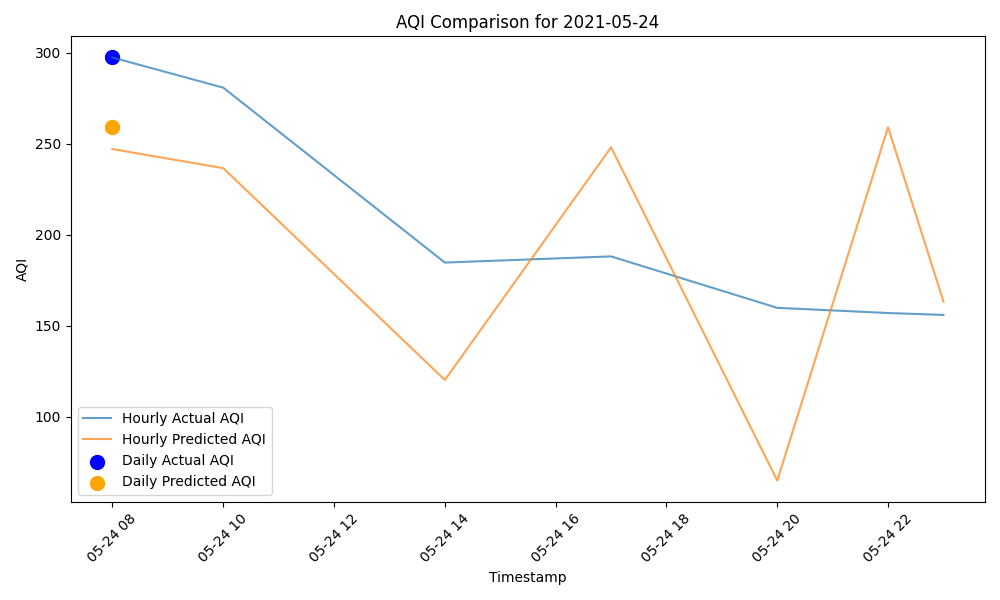 AQI Comparison for 2021-05-24
300
250
200
150
100
AQI
Hourly Actual AQI
Hourly Predicted AQI
Daily Actual AQI
Daily Predicted AQI
05-24 08
05-24 10
05-24 12
05-24 14
05-24 16
05-24 18
05-24 20
05-24 22
Timestamp